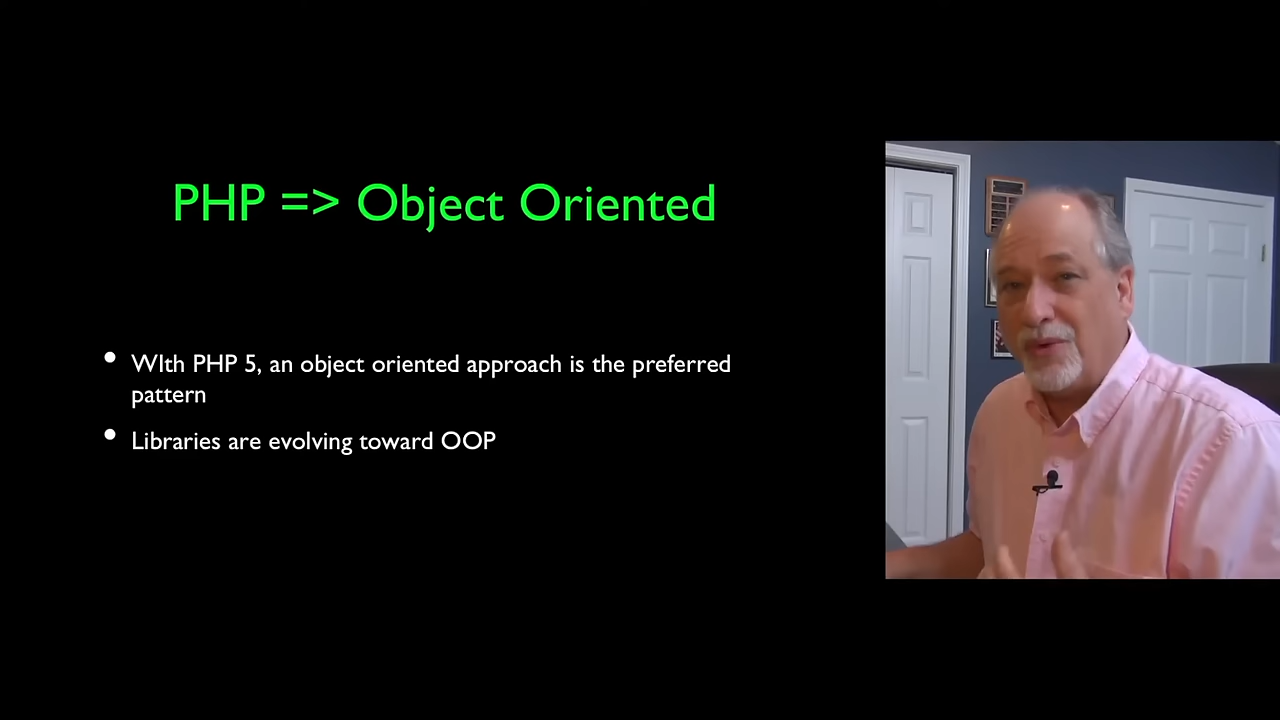 PHP => Object Oriented
• WIth PHP 5, an object oriented approach is the preferred
pattern
• Libraries are evolving toward OOP